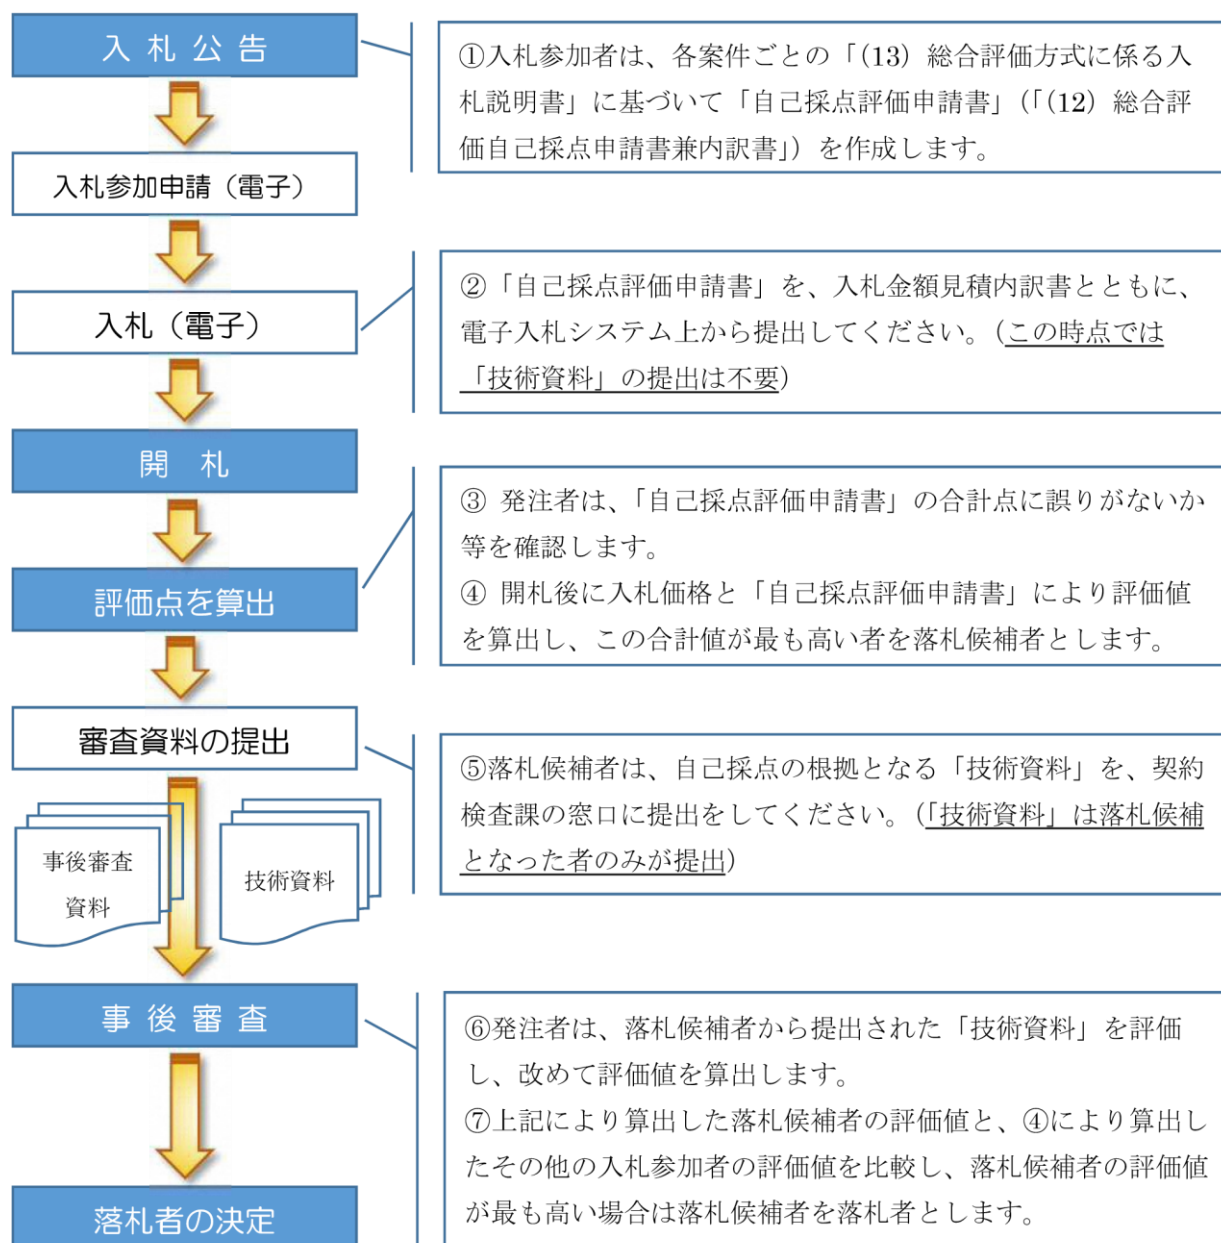 入札公告
①入札参加者は、各案件ごとの「(13) 総合評価方式に係る入
札説明書」に基づいて「自己採点評価申請書」(「(12) 総合評
価自己採点申請書兼内訳書」) を作成します。
入札参加申請（電子）
入札（電子）
②「自己採点評価申請書」を、入札金額見積内訳書とともに、
電子入札システム上から提出してください。(この時点では
「技術資料」の提出は不要)
開 札
評価点を算出
③ 発注者は、「自己採点評価申請書」の合計点に誤りがないか
等を確認します。
④ 開札後に入札価格と「自己採点評価申請書」により評価値
を算出し、この合計値が最も高い者を落札候補者とします。
審査資料の提出
事後審査
資料
技術資料
⑤落札候補者は、自己採点の根拠となる「技術資料」を、契約
検査課の窓口に提出をしてください。(「技術資料」は落札候補
となった者のみが提出)
事後審査
⑥発注者は、落札候補者から提出された「技術資料」を評価
し、改めて評価値を算出します。
⑦上記により算出した落札候補者の評価値と、④により算出し
たその他の入札参加者の評価値を比較し、落札候補者の評価値
が最も高い場合は落札候補者を落札者とします。
落札者の決定